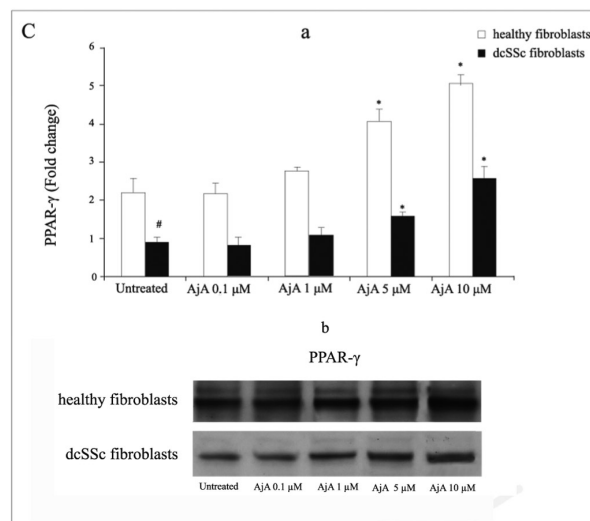 C
a
healthy fibroblasts
dcSSc fibroblasts
PPAR-γ (Fold change)
6
5
4
3
2
1
0
*
*
*
*
#
Untreated AjA 0.1 μM AjA 1 μM AjA 5 μM AjA 10 μM
b
PPAR-γ
healthy fibroblasts
dcSSc fibroblasts
Untreated AjA 0.1 μM AjA 1 μM AjA 5 μM AjA 10 μM